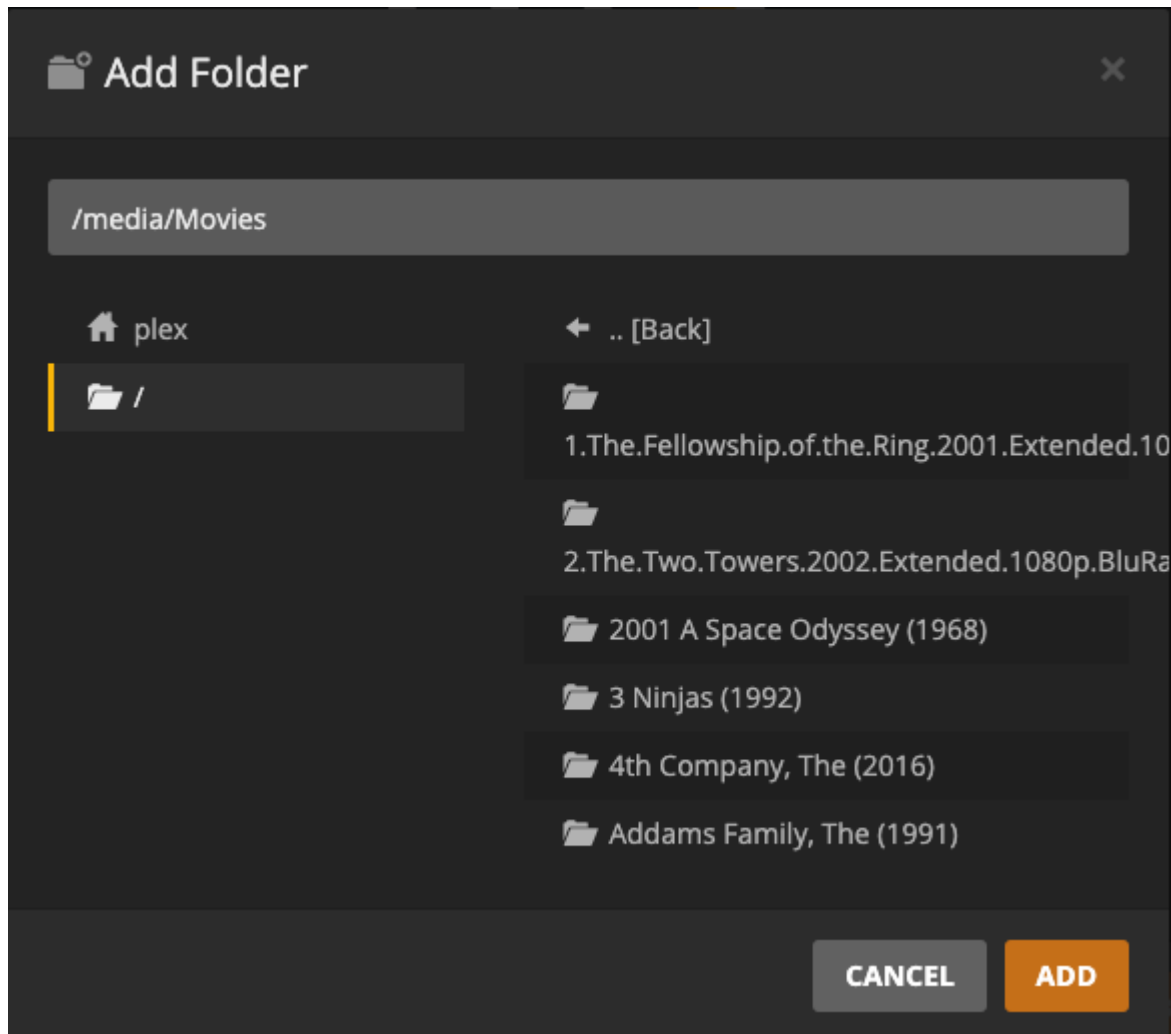 Add Folder
/media/Movies
plex
/
.. [Back]
1.The.Fellowship.of.the.Ring.2001.Extended.10
2.The.Two.Towers.2002.Extended.1080p.BluRa
2001 A Space Odyssey (1968)
3 Ninjas (1992)
4th Company, The (2016)
Addams Family, The (1991)
CANCEL
ADD